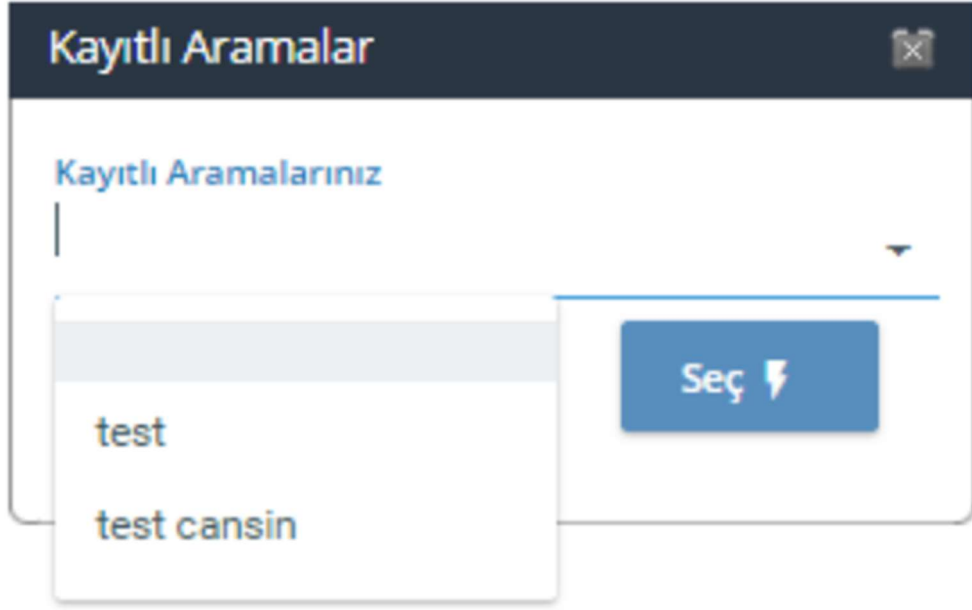 Kayıtlı Aramalar
Kayıtlı Aramalarınız
Seç
test
test cansin